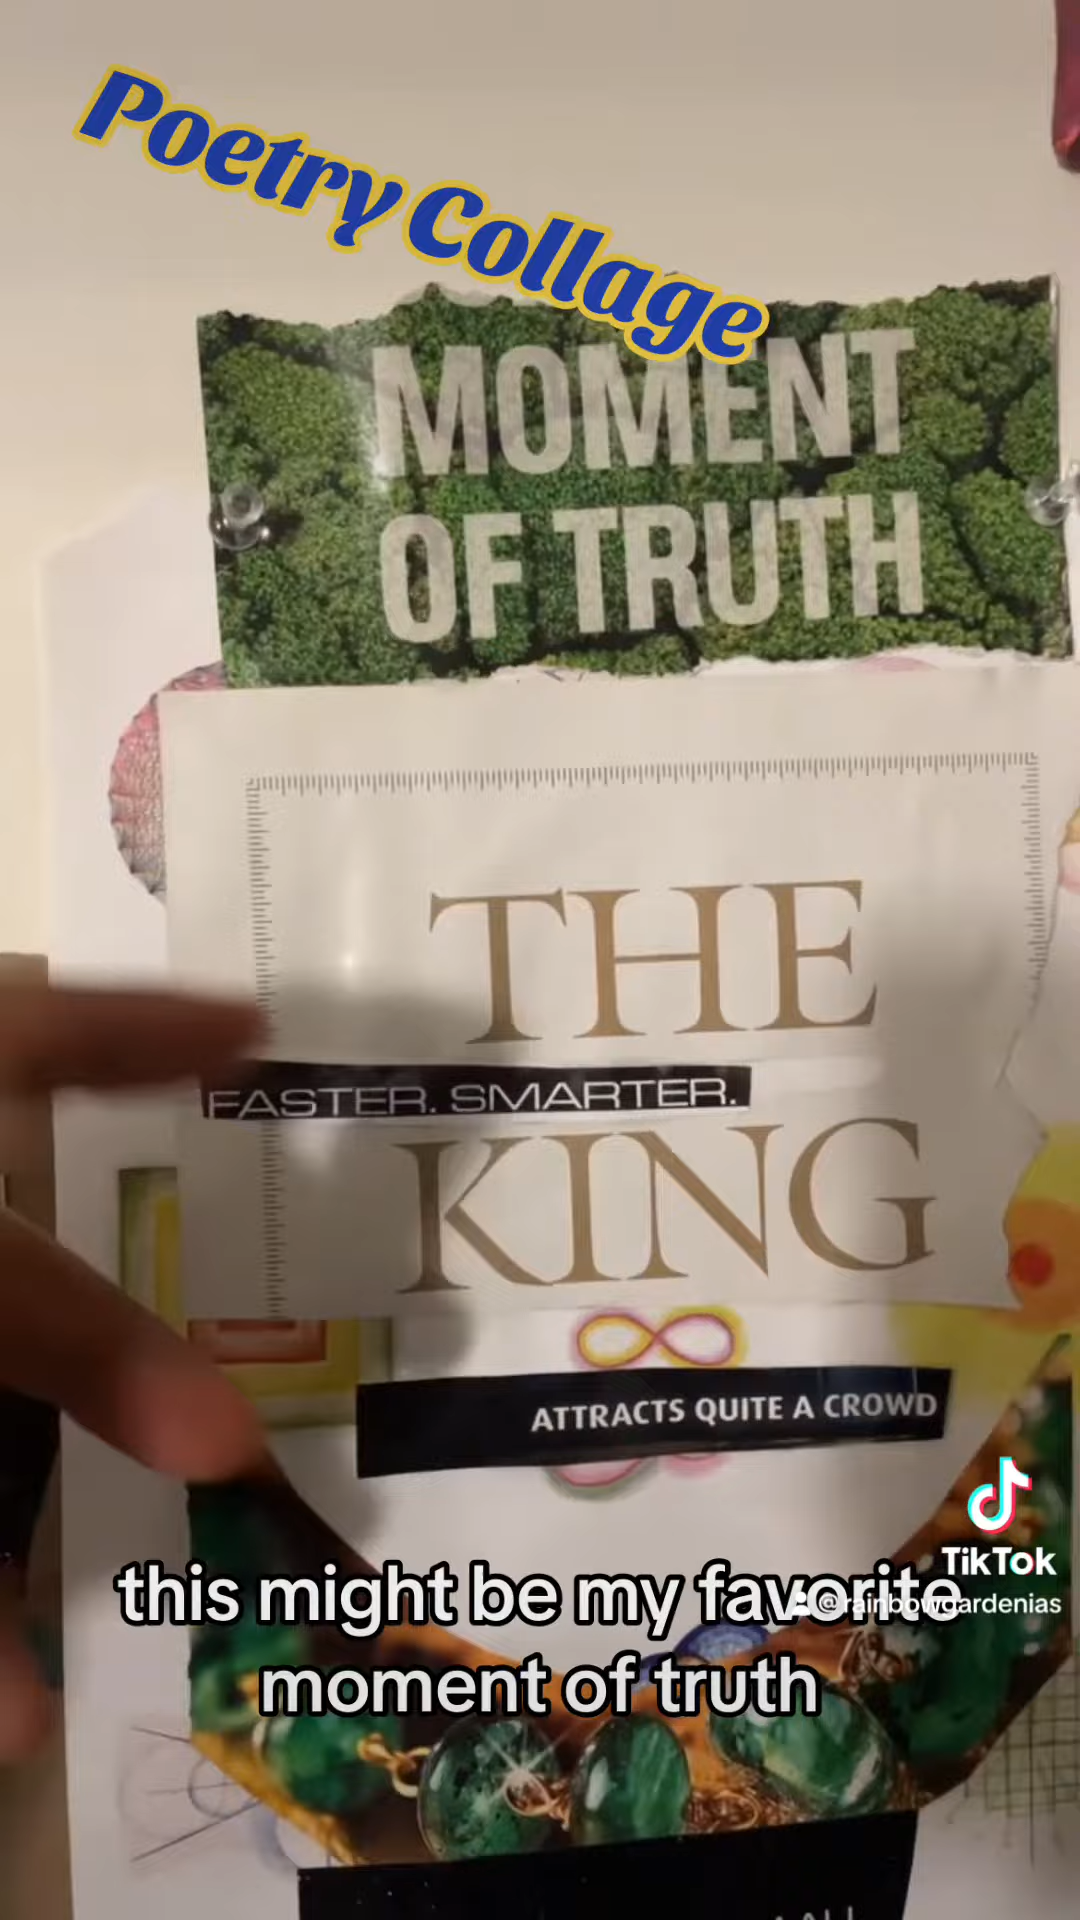 Poetry Collage
MOMENT
OF TRUTH
THE
FASTER. SMARTER.
KING
ATTRACTS QUITE A CROWD
TikTok
@rainbowgardenias
this might be my favorite
moment of truth